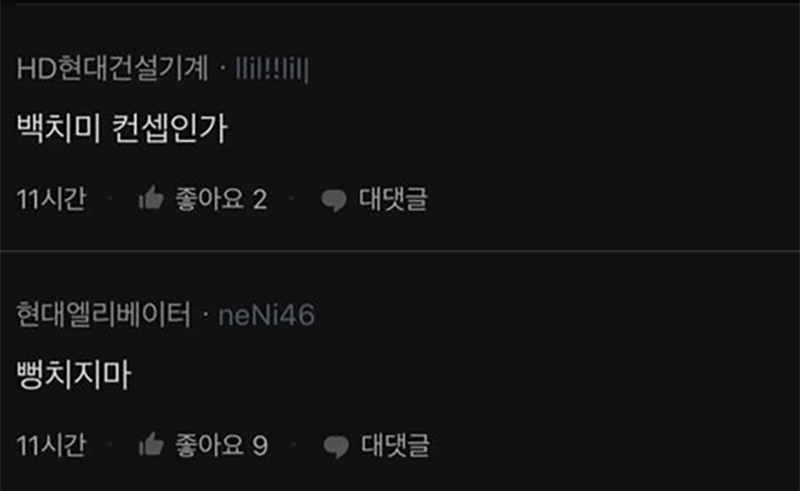 HD현대건설기계 · llil!!lil|
백치미 컨셉인가
11시간 · 좋아요 2 · 대댓글
현대엘리베이터 · neNi46
뻥치지마
11시간 · 좋아요 9 · 대댓글